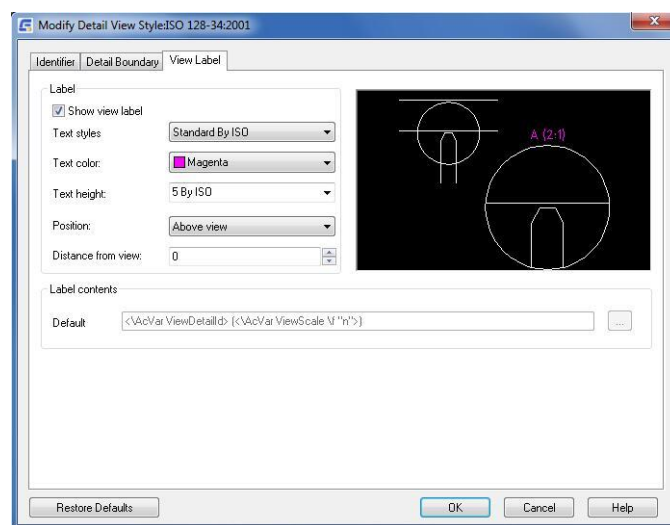 Modify Detail View Style:ISO 128-34:2001
Identifier Detail Boundary View Label
Label
Show view label
Text styles Standard By ISO
Text color: Magenta
Text height: 5 By ISO
Position: Above view
Distance from view: 0
A (2:1)
Label contents
Default <\AcVar ViewDetailId> (<\AcVar ViewScale \f "n">)
...
Restore Defaults OK Cancel Help